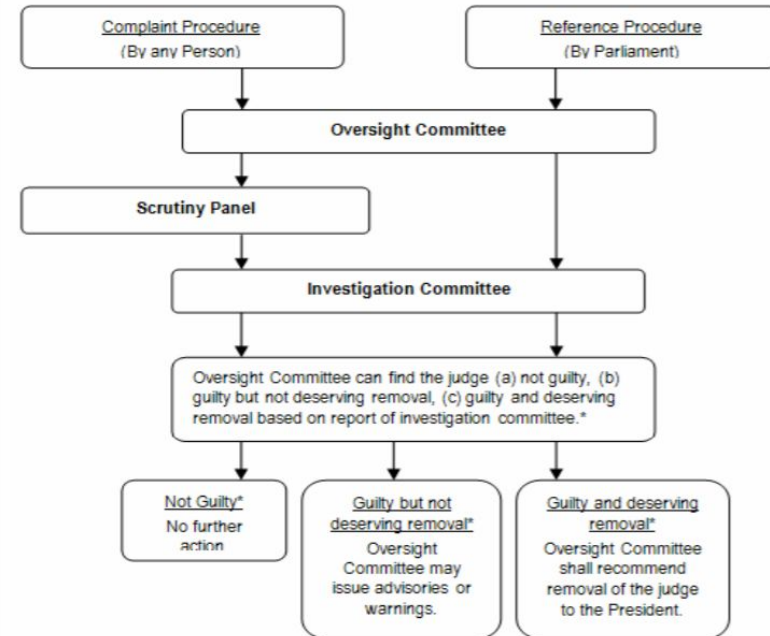 Complaint Procedure
(By any Person)
Reference Procedure
(By Parliament)
Oversight Committee
Scrutiny Panel
Investigation Committee
Oversight Committee can find the judge (a) not guilty, (b)
guilty but not deserving removal, (c) guilty and deserving
removal based on report of investigation committee.*
Not Guilty*
No further
action
Guilty but not
deserving removal*
Oversight
Committee may
issue advisories or
warnings.
Guilty and deserving
removal*
Oversight Committee
shall recommend
removal of the judge
to the President.